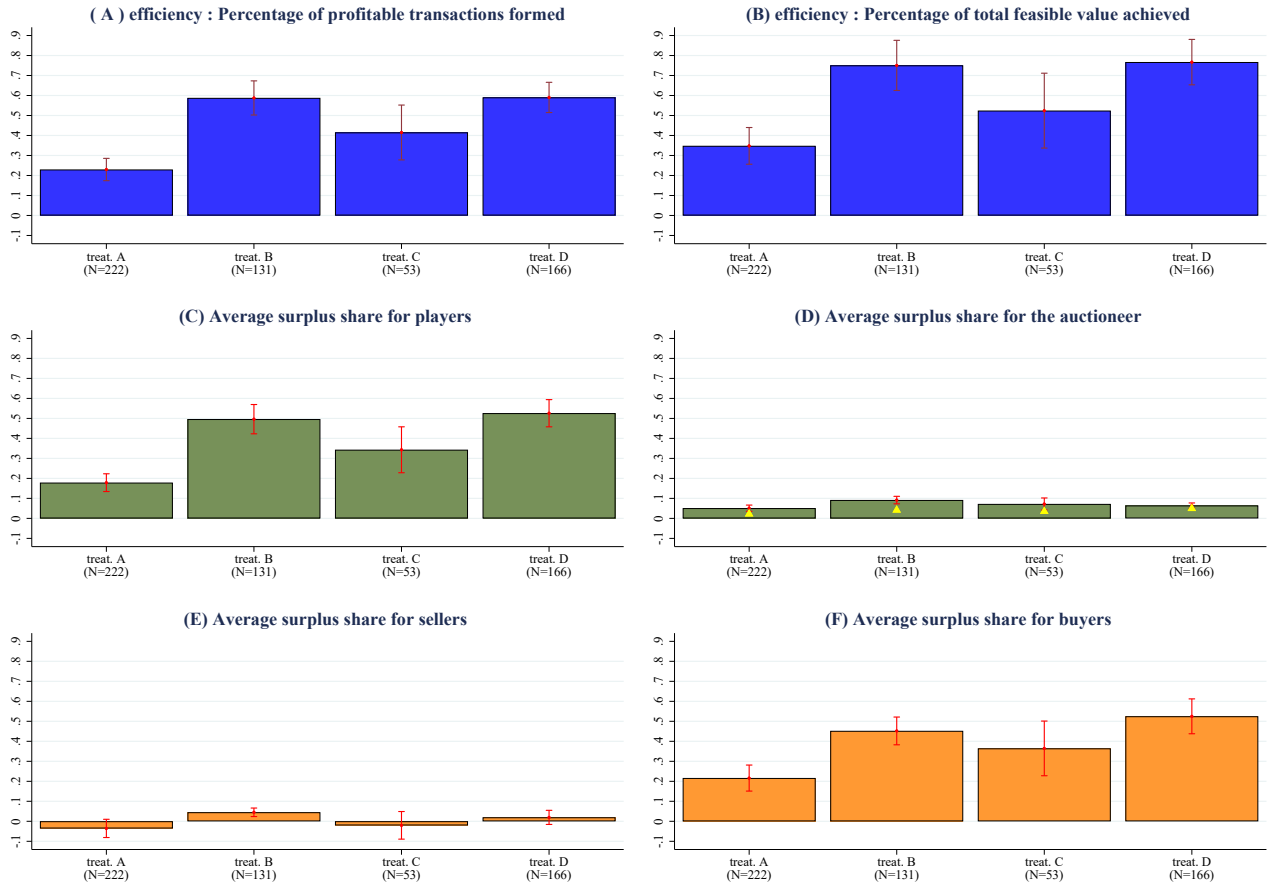 ( A ) efficiency : Percentage of profitable transactions formed
.9
.8
.7
.6
.5
.4
.3
.2
.1
0
-.1
treat. A
(N=222)
treat. B
(N=131)
treat. C
(N=53)
treat. D
(N=166)
(B) efficiency : Percentage of total feasible value achieved
.9
.8
.7
.6
.5
.4
.3
.2
.1
0
-.1
treat. A
(N=222)
treat. B
(N=131)
treat. C
(N=53)
treat. D
(N=166)
(C) Average surplus share for players
.9
.8
.7
.6
.5
.4
.3
.2
.1
0
-.1
treat. A
(N=222)
treat. B
(N=131)
treat. C
(N=53)
treat. D
(N=166)
(D) Average surplus share for the auctioneer
.9
.8
.7
.6
.5
.4
.3
.2
.1
0
-.1
treat. A
(N=222)
treat. B
(N=131)
treat. C
(N=53)
treat. D
(N=166)
(E) Average surplus share for sellers
.9
.8
.7
.6
.5
.4
.3
.2
.1
0
-.1
treat. A
(N=222)
treat. B
(N=131)
treat. C
(N=53)
treat. D
(N=166)
(F) Average surplus share for buyers
.9
.8
.7
.6
.5
.4
.3
.2
.1
0
-.1
treat. A
(N=222)
treat. B
(N=131)
treat. C
(N=53)
treat. D
(N=166)